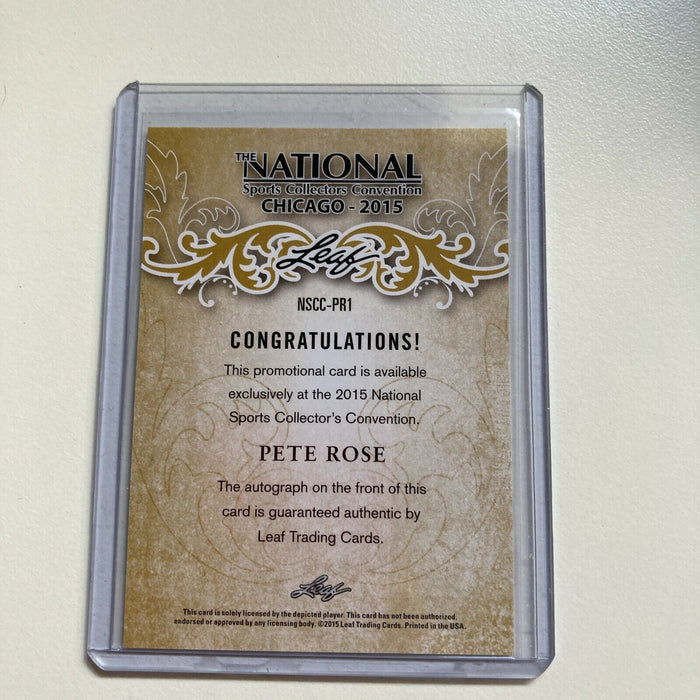 THE NATIONAL
Sports Collectors Convention
CHICAGO - 2015
Leaf
NSCC-PR1
CONGRATULATIONS!
This promotional card is available
exclusively at the 2015 National
Sports Collector's Convention.
PETE ROSE
The autograph on the front of this
card is guaranteed authentic by
Leaf Trading Cards.
Leaf
This card is solely licensed by the depicted player. This card has not been authorized,
endorsed or approved by any licensing body. ©2015 Leaf Trading Cards. Printed in the USA.